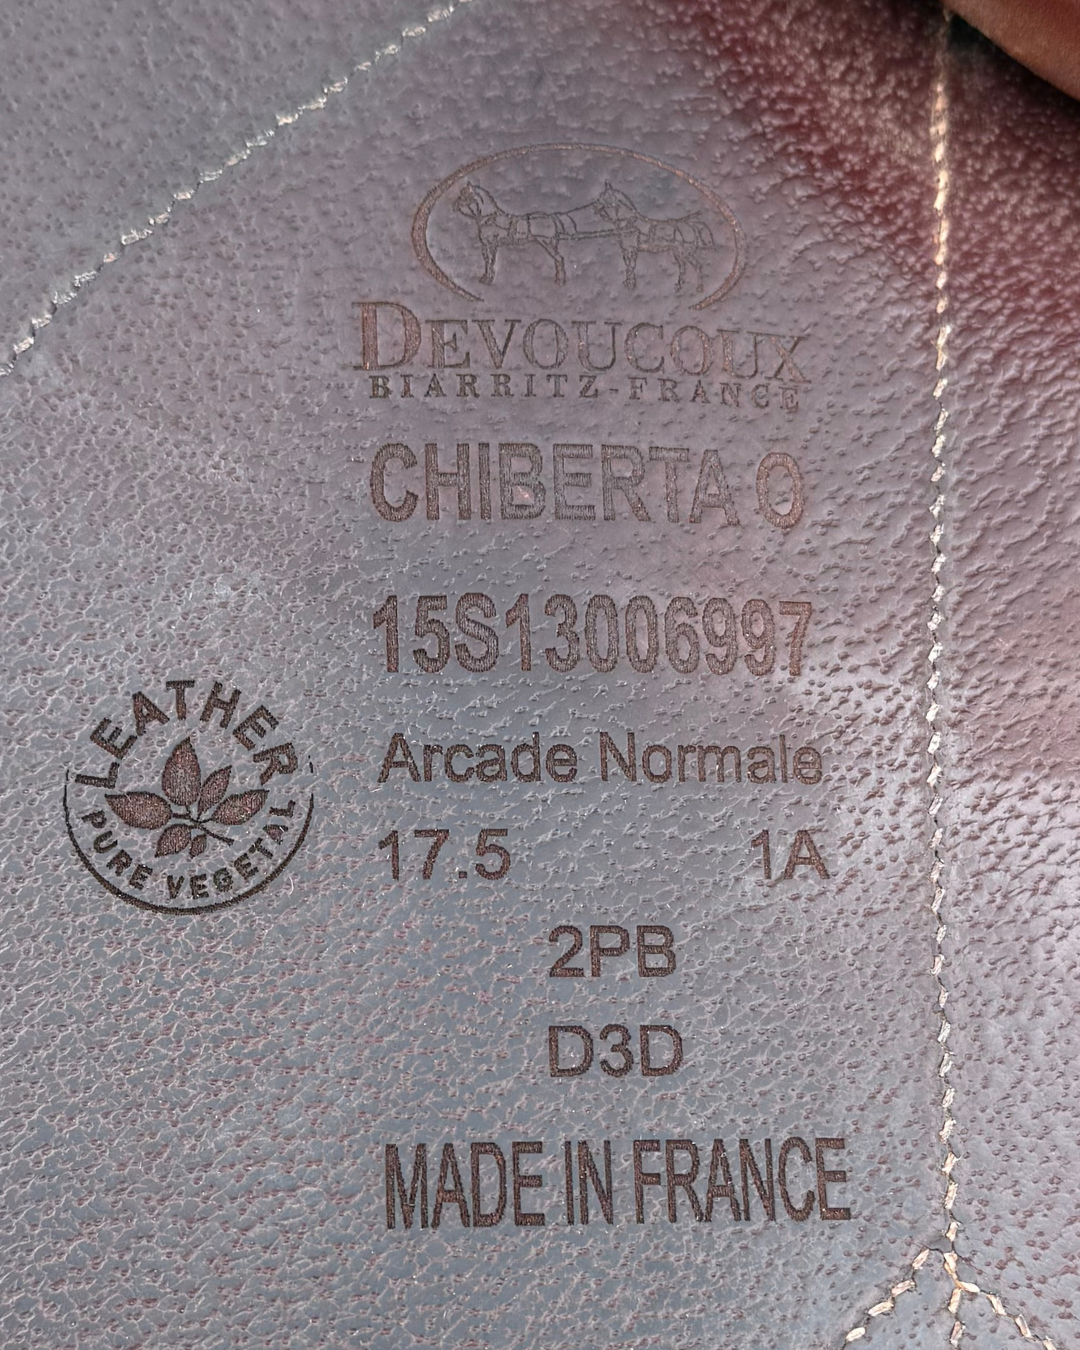 DEVOUCOUX
BIARRITZ-FRANCE
CHIBERTA O
15S13006997
LEATHER
PURE VEGETAL
Arcade Normale
17.5 1A
2PB
D3D
MADE IN FRANCE